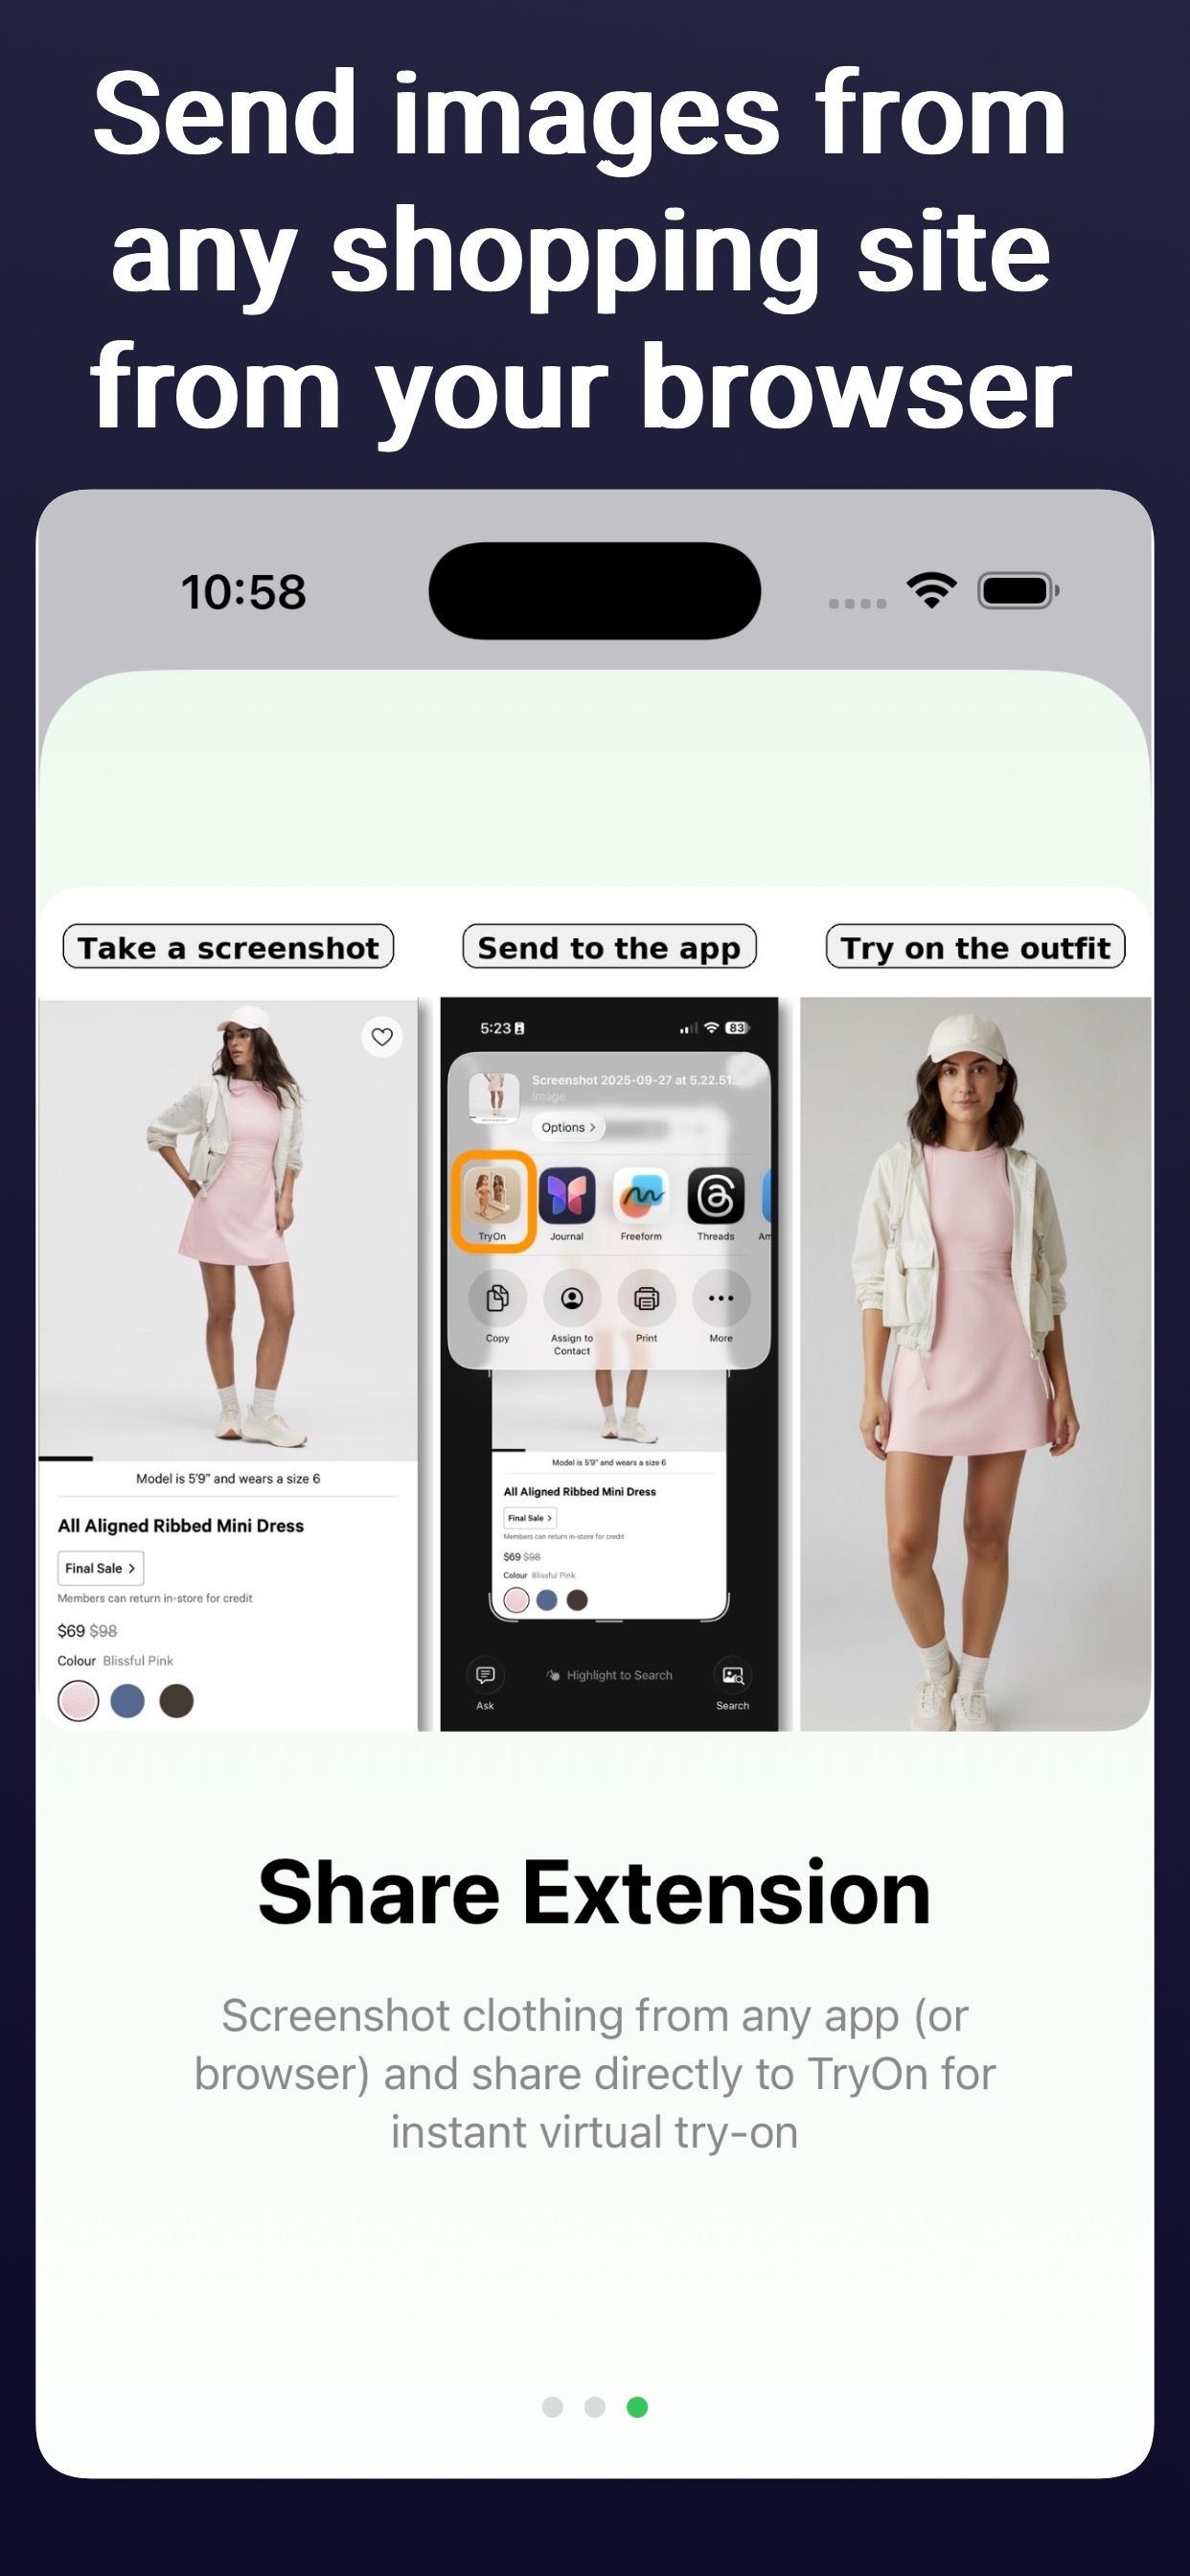 Send images from
any shopping site
from your browser
10:58
Take a screenshot
Send to the app
Try on the outfit
Model is 5'9" and wears a size 6
All Aligned Ribbed Mini Dress
Final Sale >
Members can return in-store for credit
$69 $98
Colour Blissful Pink
5:23
83
Screenshot 2025-09-27 at 5.22.51...
Image
Options >
TryOn
Journal
Freeform
Threads
Am
Copy
Assign to
Contact
Print
More
Model is 5'9" and wears a size 6
All Aligned Ribbed Mini Dress
Final Sale >
Members can return in-store for credit
$69 $98
Colour Blissful Pink
Highlight to Search
Ask
Search
Share Extension
Screenshot clothing from any app (or
browser) and share directly to TryOn for
instant virtual try-on